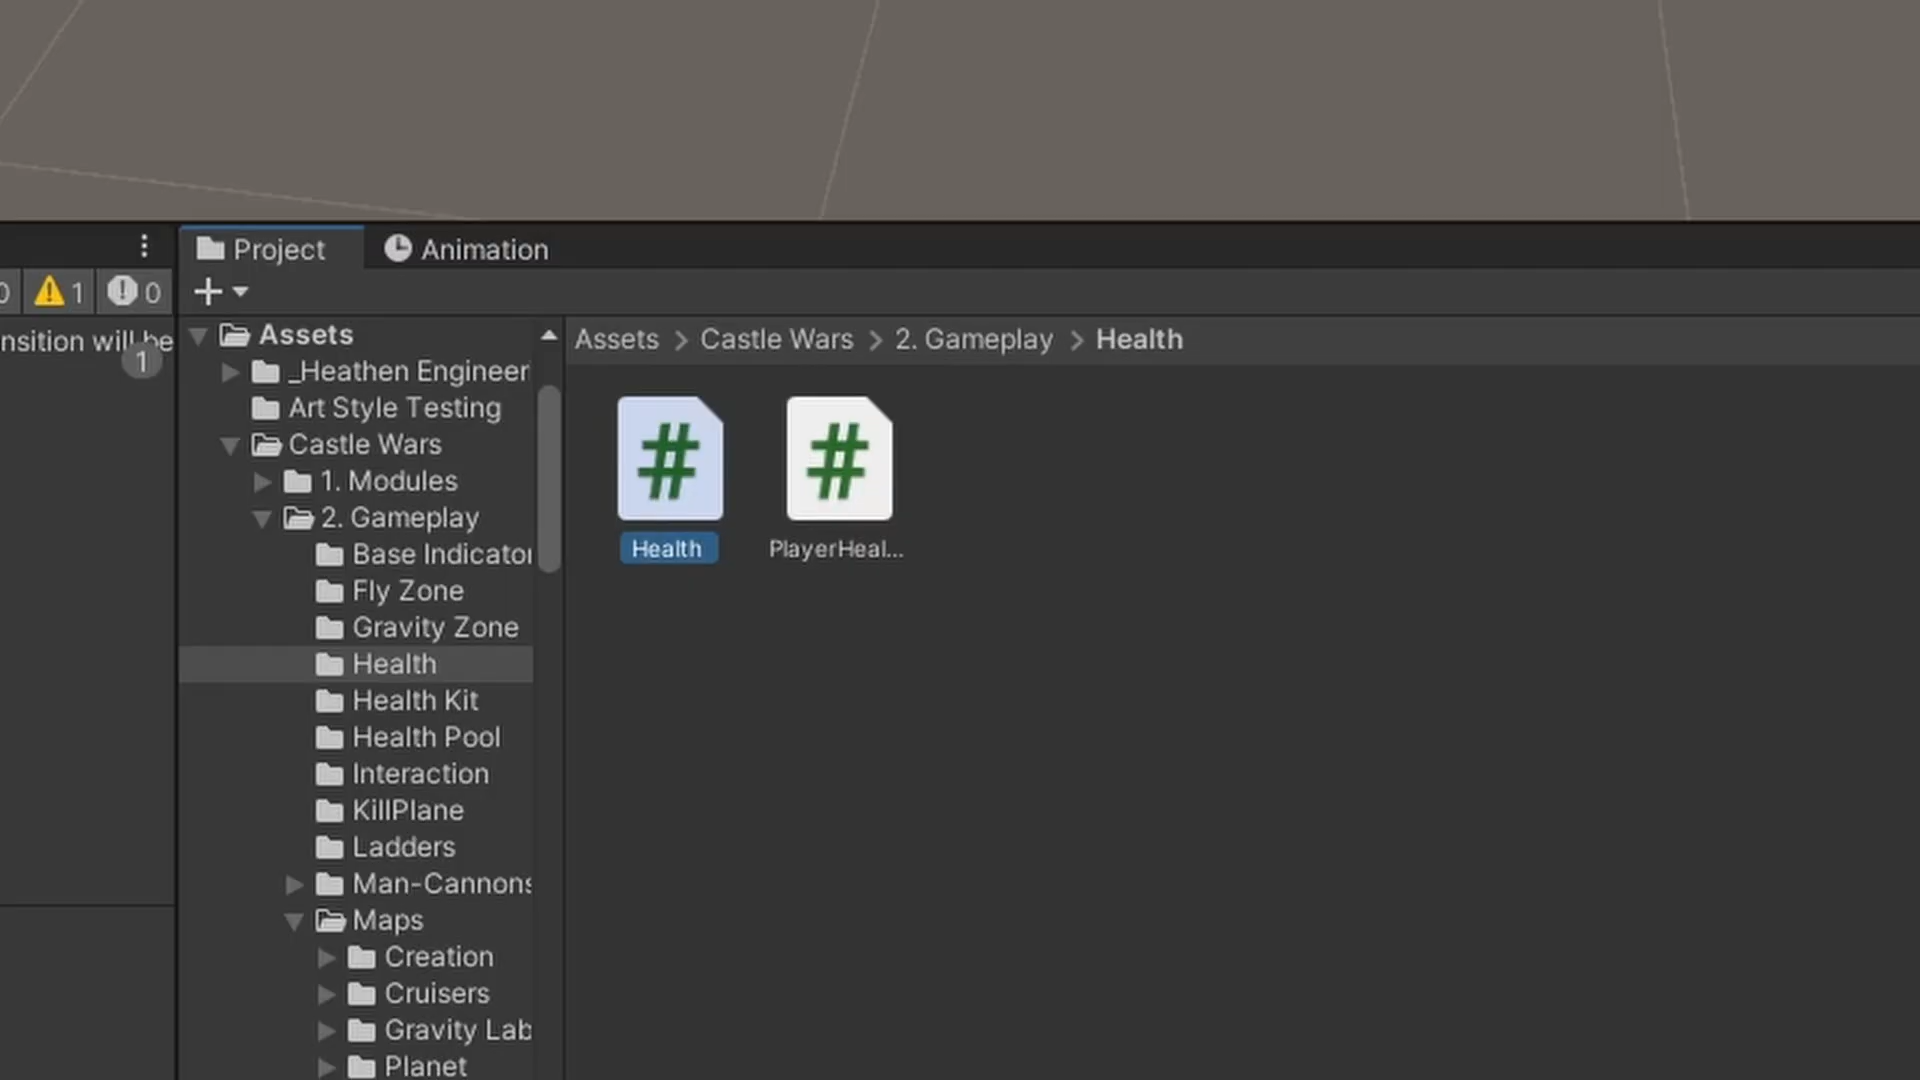 Project
Animation
0
1
0
nsition will be
1
Assets
_Heathen Engineer
Art Style Testing
Castle Wars
1. Modules
2. Gameplay
Base Indicator
Fly Zone
Gravity Zone
Health
Health Kit
Health Pool
Interaction
KillPlane
Ladders
Man-Cannons
Maps
Creation
Cruisers
Gravity Lab
Planet
Assets > Castle Wars > 2. Gameplay > Health
Health
PlayerHeal...